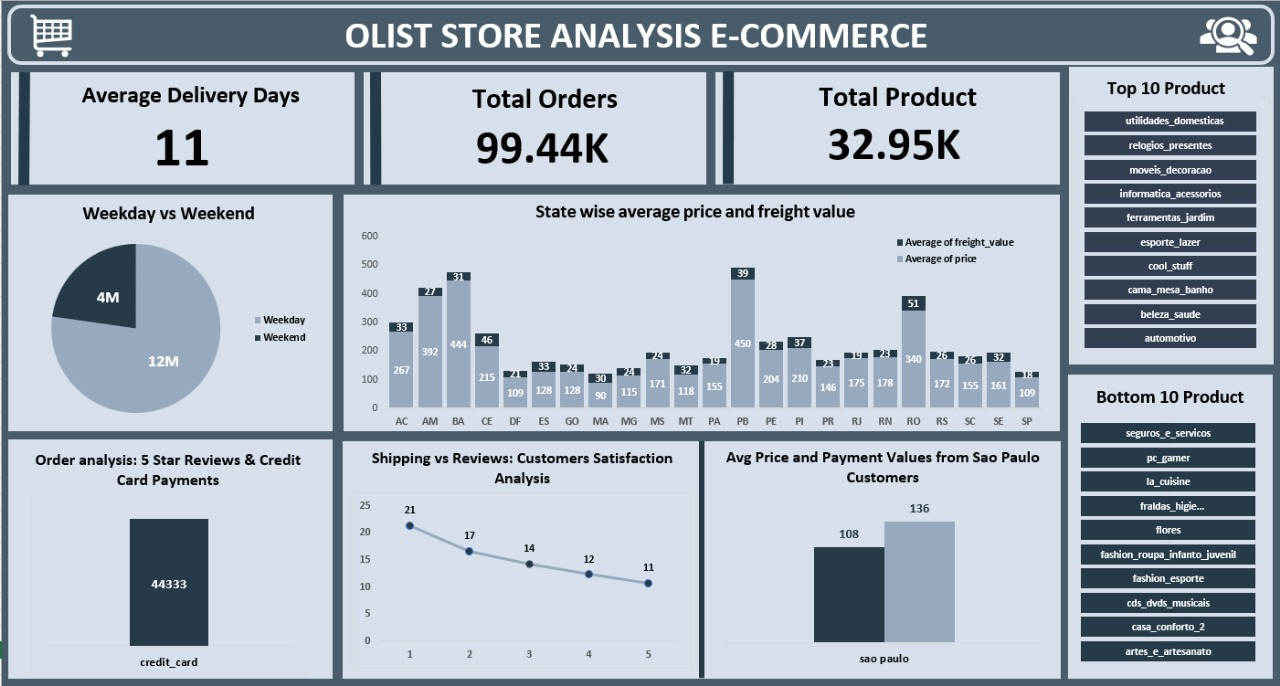 OLIST STORE ANALYSIS E-COMMERCE
Average Delivery Days
11
Total Orders
99.44K
Total Product
32.95K
Top 10 Product
utilidades_domesticas
relogios_presentes
moveis_decoracao
informatica_acessorios
ferramentas_jardim
esporte_lazer
cool_stuff
cama_mesa_banho
beleza_saude
automotivo
Weekday vs Weekend
4M
12M
Weekday
Weekend
State wise average price and freight value
Average of freight_value
Average of price
600
500
400
300
200
100
0
33 27 31 46 21 33 24 30 24 24 32 19 39 28 37 23 19 23 51 26 26 32 18
267 392 444 215 109 128 128 90 115 171 118 155 450 204 210 146 175 178 340 172 155 161 109
AC AM BA CE DF ES GO MA MG MS MT PA PB PE PI PR RJ RN RO RS SC SE SP
Bottom 10 Product
seguros_e_servicos
pc_gamer
la_cuisine
fraldas_higie...
flores
fashion_roupa_infanto_juvenil
fashion_esporte
cds_dvds_musicais
casa_conforto_2
artes_e_artesanato
Order analysis: 5 Star Reviews & Credit
Card Payments
44333
credit_card
Shipping vs Reviews: Customers Satisfaction
Analysis
25
20
15
10
5
0
21 17 14 12 11
1 2 3 4 5
Avg Price and Payment Values from Sao Paulo
Customers
108 136
sao paulo